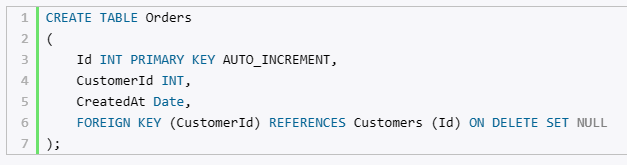 1 CREATE TABLE Orders
2 (
3     Id INT PRIMARY KEY AUTO_INCREMENT,
4     CustomerId INT,
5     CreatedAt Date,
6     FOREIGN KEY (CustomerId) REFERENCES Customers (Id) ON DELETE SET NULL
7 );